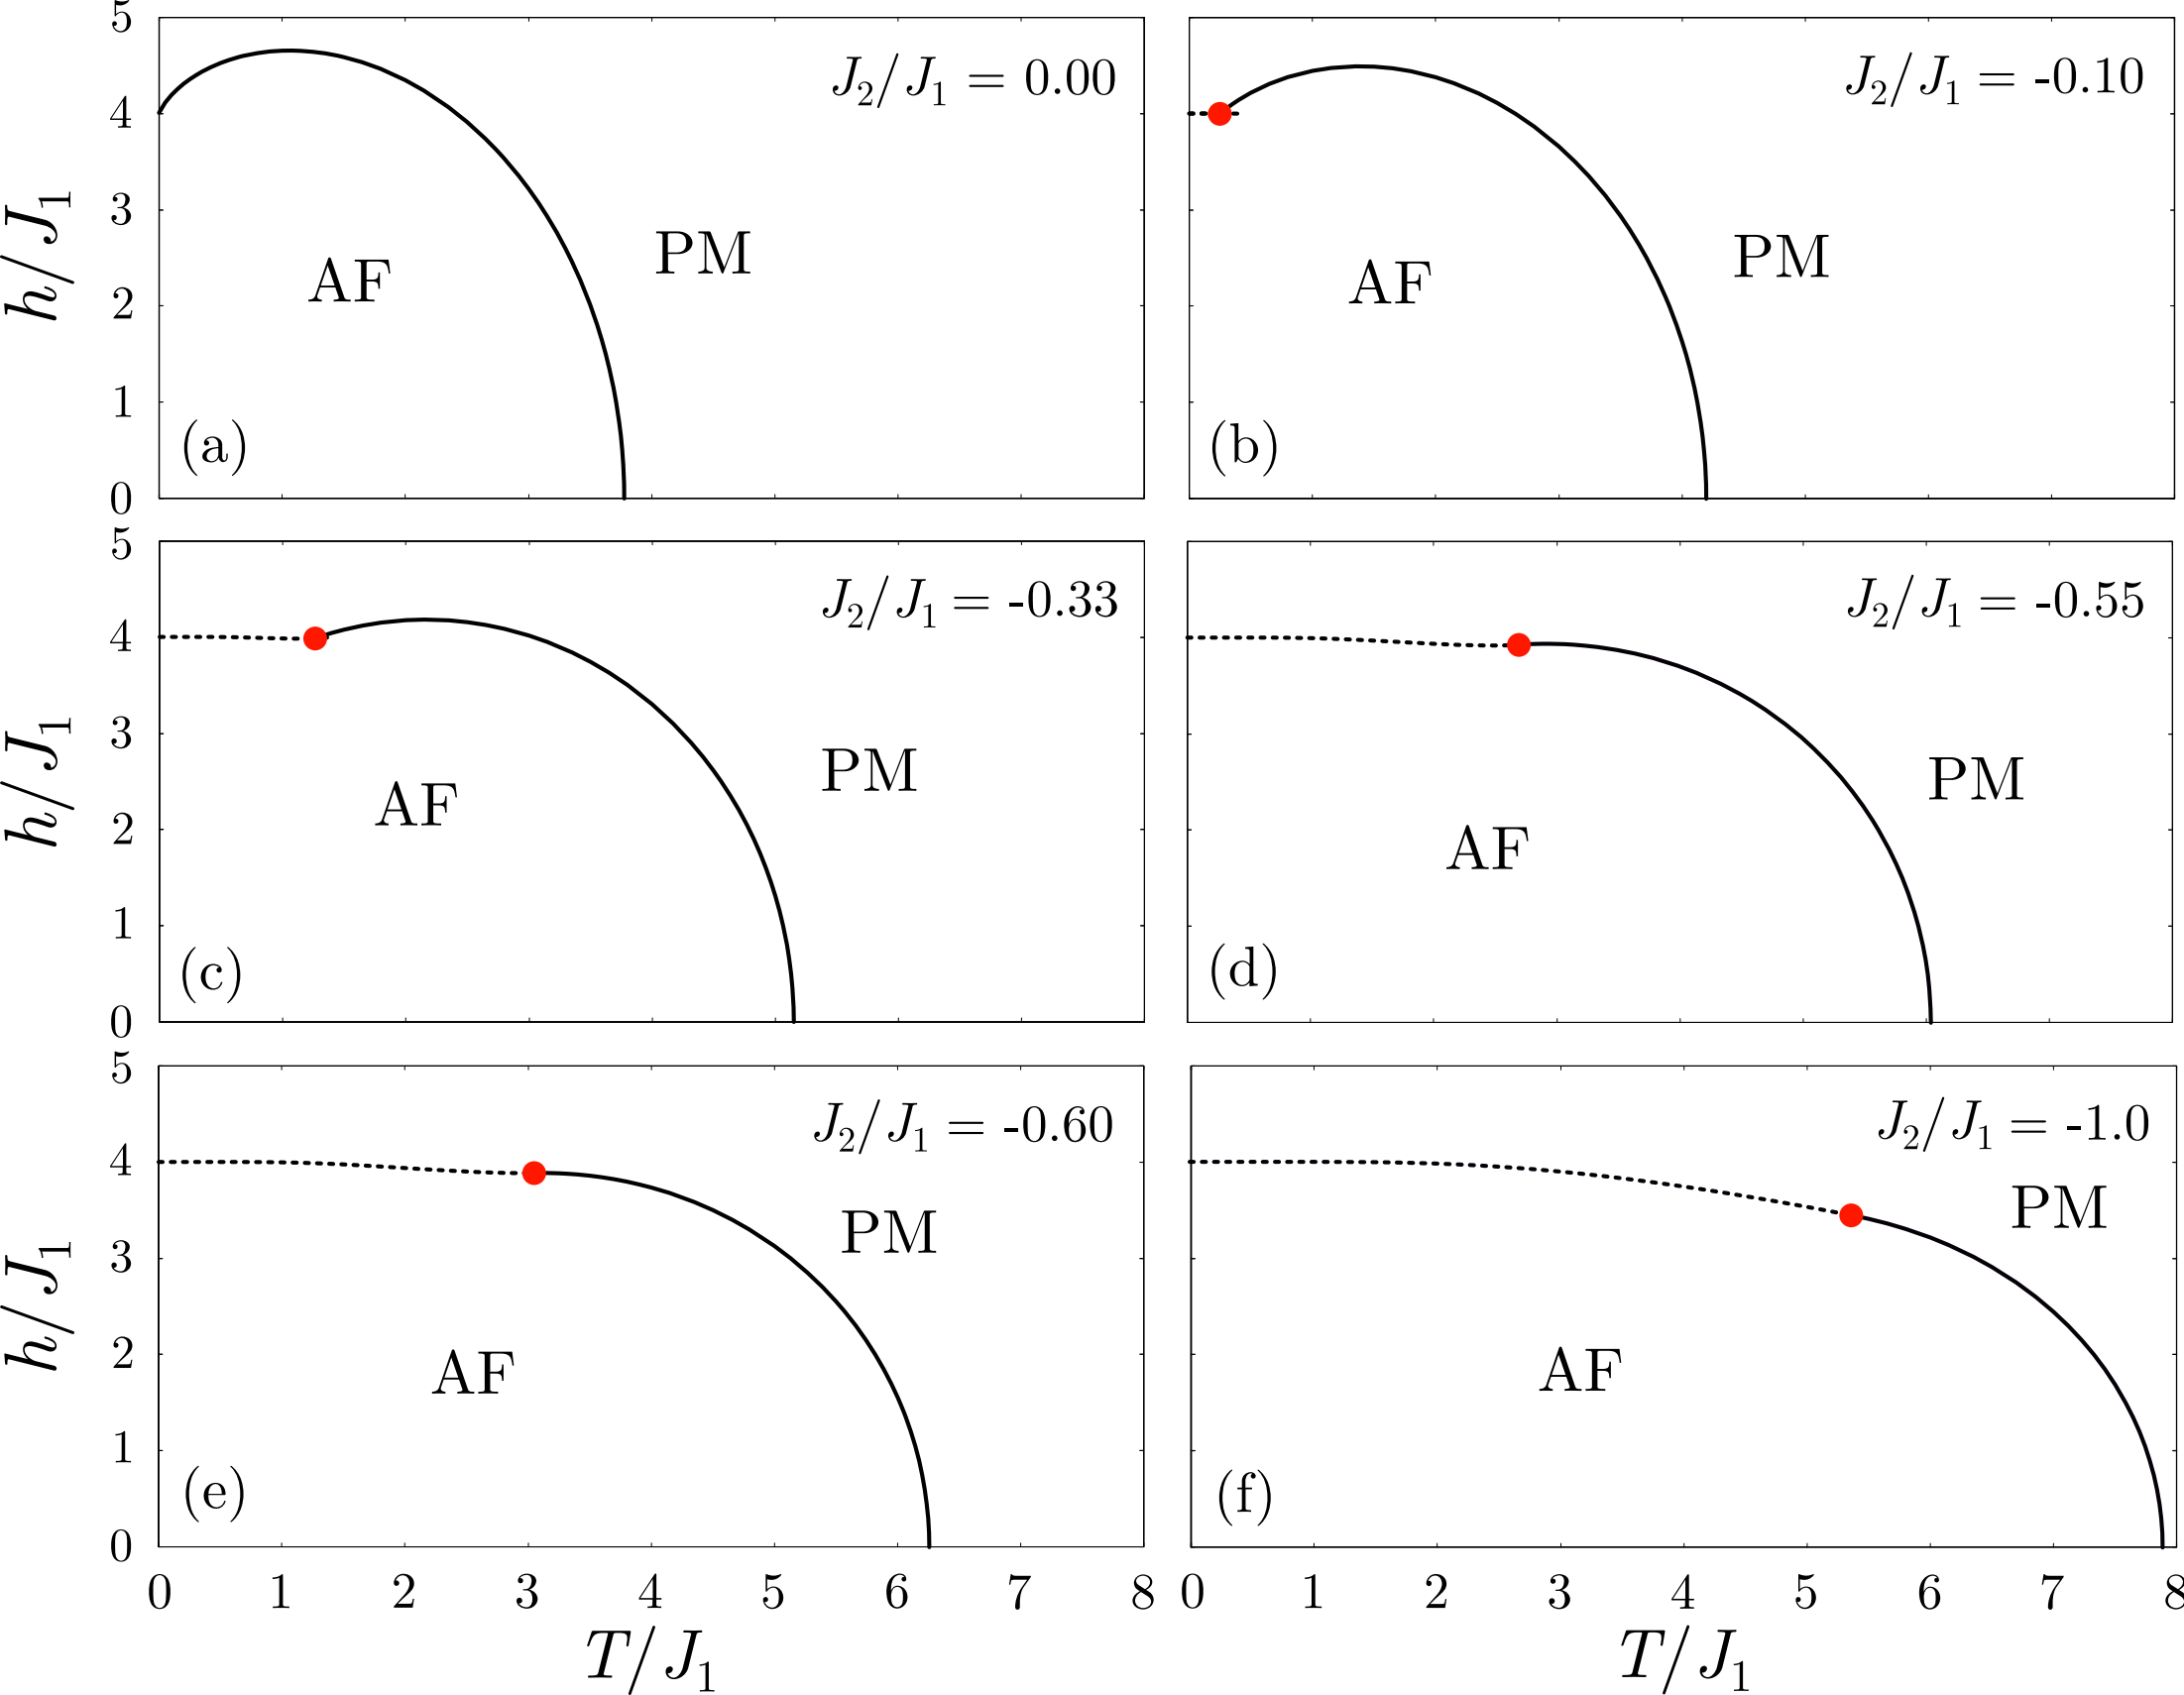 5
4
3
2
1
0
h/J1
J2/J1 = 0.00
AF
PM
(a)
J2/J1 = -0.10
AF
PM
(b)
5
4
3
2
1
0
h/J1
J2/J1 = -0.33
AF
PM
(c)
J2/J1 = -0.55
PM
AF
(d)
5
4
3
2
1
0
h/J1
J2/J1 = -0.60
PM
AF
(e)
J2/J1 = -1.0
PM
AF
(f)
0 1 2 3 4 5 6 7 8
0 1 2 3 4 5 6 7 8
T/J1
T/J1